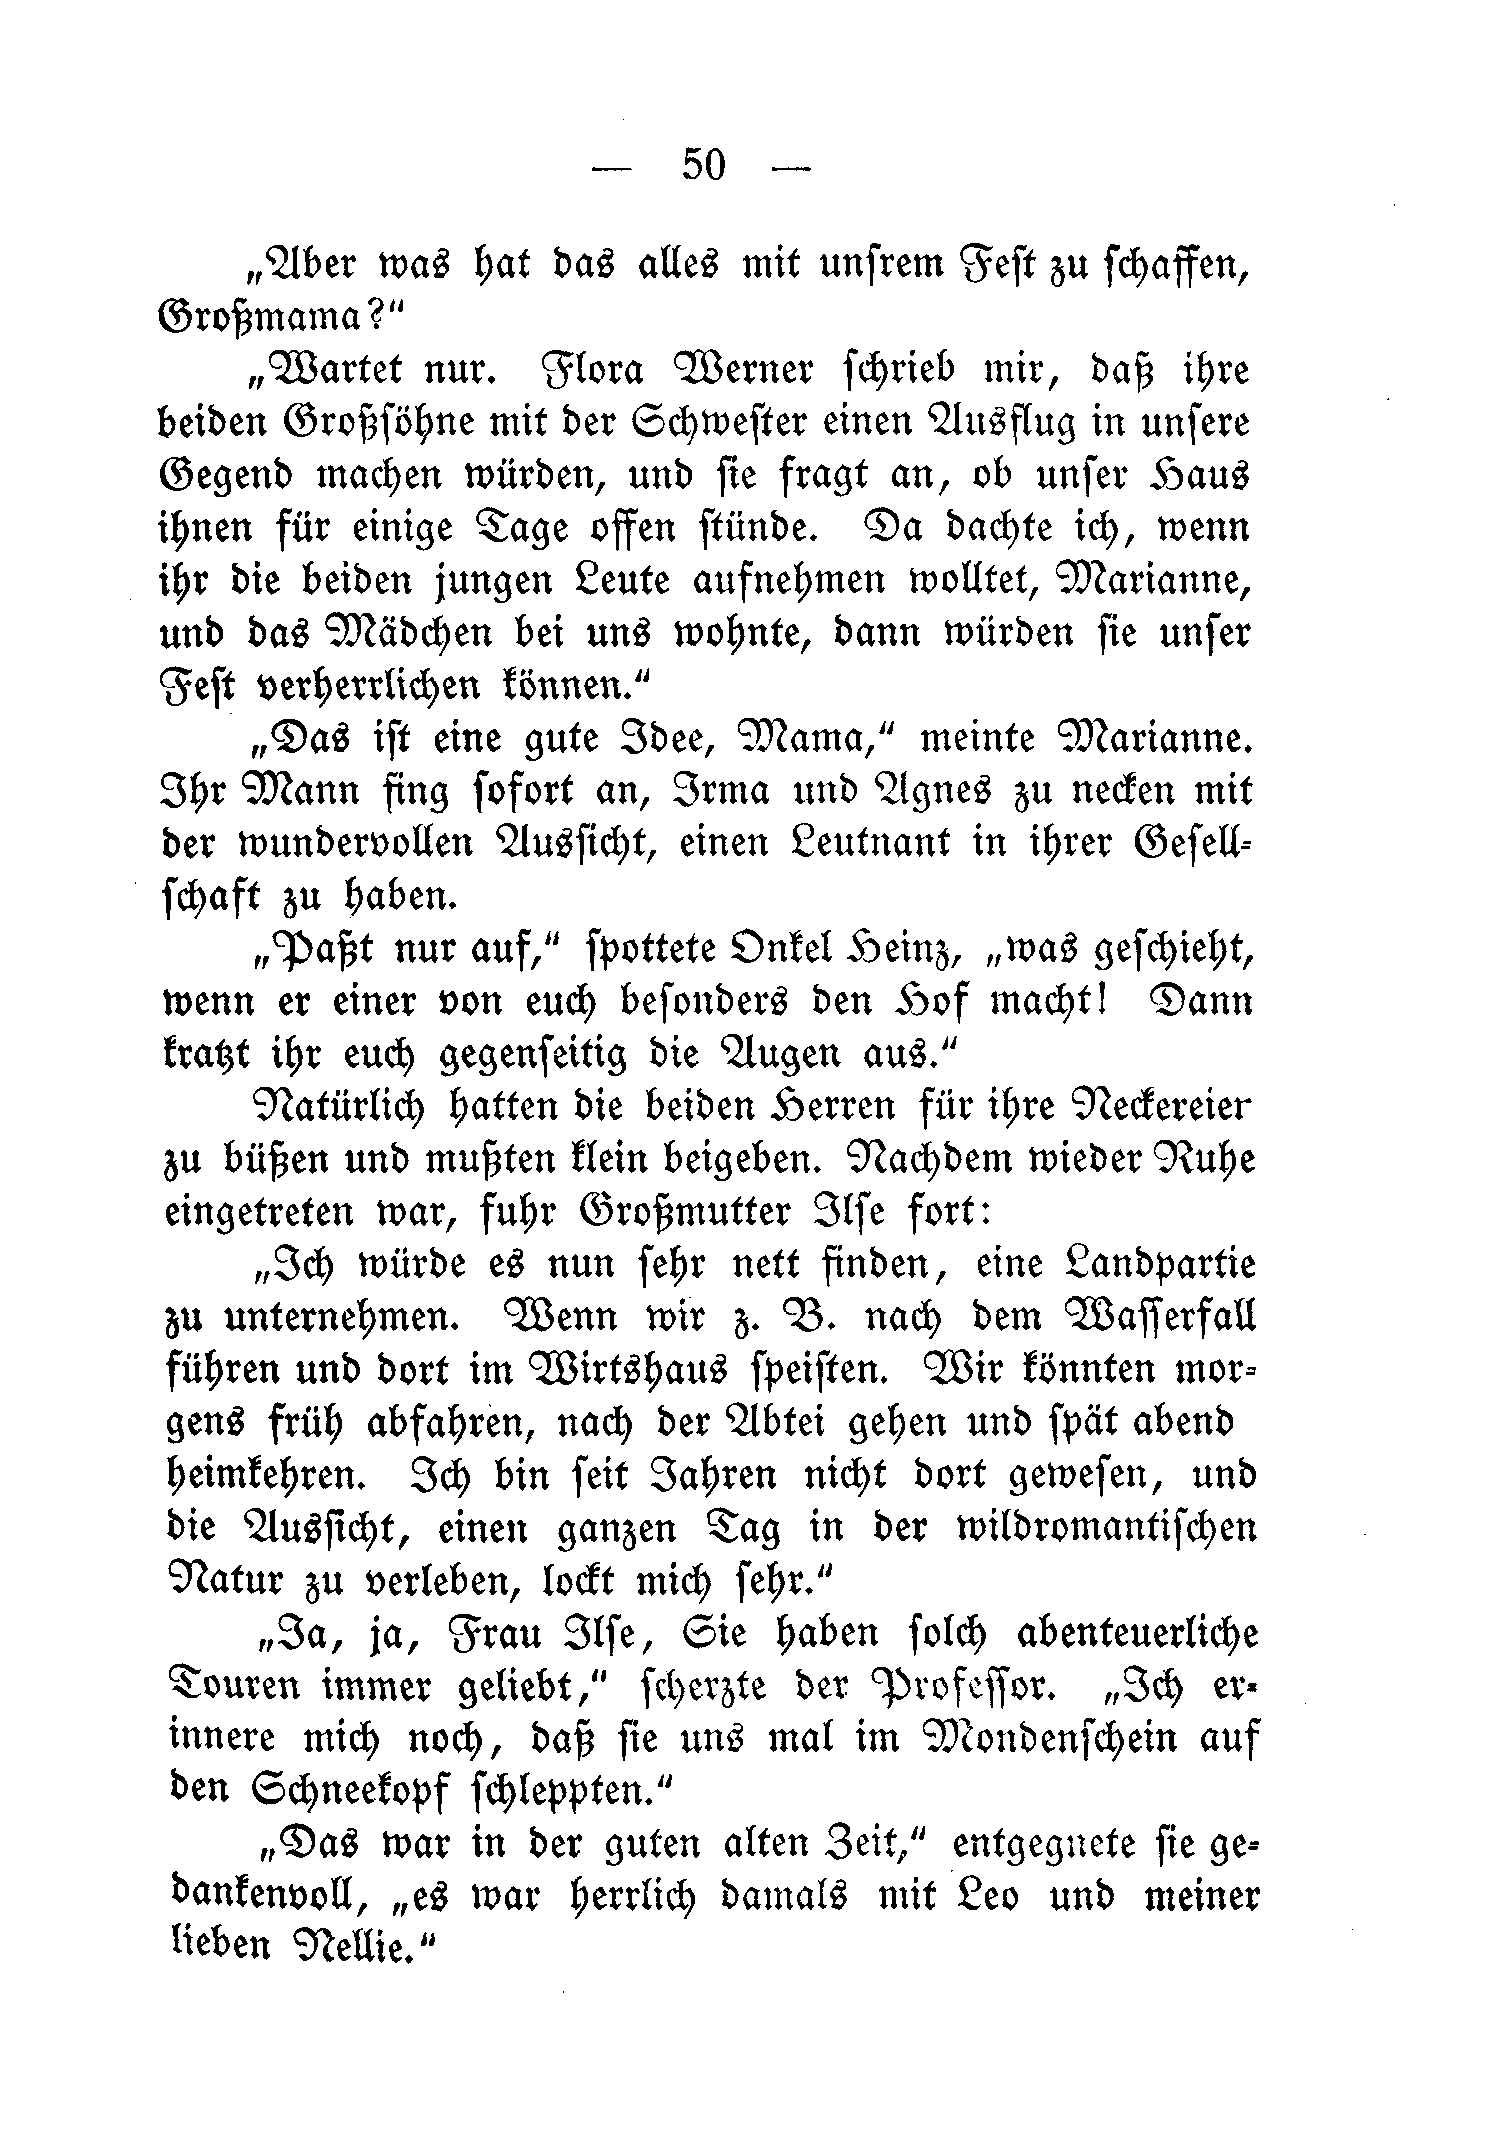 — 50 —
„Aber was hat das alles mit unſrem Feſt zu ſchaffen,
Großmama?“
„Wartet nur. Flora Werner ſchrieb mir, daß ihre
beiden Großſöhne mit der Schweſter einen Ausflug in unſere
Gegend machen würden, und ſie fragt an, ob unſer Haus
ihnen für einige Tage offen ſtünde. Da dachte ich, wenn
ihr die beiden jungen Leute aufnehmen wolltet, Marianne,
und das Mädchen bei uns wohnte, dann würden ſie unſer
Feſt verherrlichen können.“
„Das iſt eine gute Idee, Mama,“ meinte Marianne.
Ihr Mann fing ſofort an, Irma und Agnes zu necken mit
der wundervollen Ausſicht, einen Leutnant in ihrer Geſell-
ſchaft zu haben.
„Paßt nur auf,“ ſpottete Onkel Heinz, „was geſchieht,
wenn er einer von euch beſonders den Hof macht! Dann
kratzt ihr euch gegenſeitig die Augen aus.“
Natürlich hatten die beiden Herren für ihre Neckereier
zu büßen und mußten klein beigeben. Nachdem wieder Ruhe
eingetreten war, fuhr Großmutter Ilſe fort:
„Ich würde es nun ſehr nett finden, eine Landpartie
zu unternehmen. Wenn wir z. B. nach dem Waſſerfall
führen und dort im Wirtshaus ſpeiſten. Wir könnten mor-
gens früh abfahren, nach der Abtei gehen und ſpät abend
heimkehren. Ich bin ſeit Jahren nicht dort geweſen, und
die Ausſicht, einen ganzen Tag in der wildromantiſchen
Natur zu verleben, lockt mich ſehr.“
„Ja, ja, Frau Ilſe, Sie haben ſolch abenteuerliche
Touren immer geliebt,“ ſcherzte der Profeſſor. „Ich er-
innere mich noch, daß ſie uns mal im Mondenſchein auf
den Schneekopf ſchleppten.“
„Das war in der guten alten Zeit,“ entgegnete ſie ge-
dankenvoll, „es war herrlich damals mit Leo und meiner
lieben Nellie.“